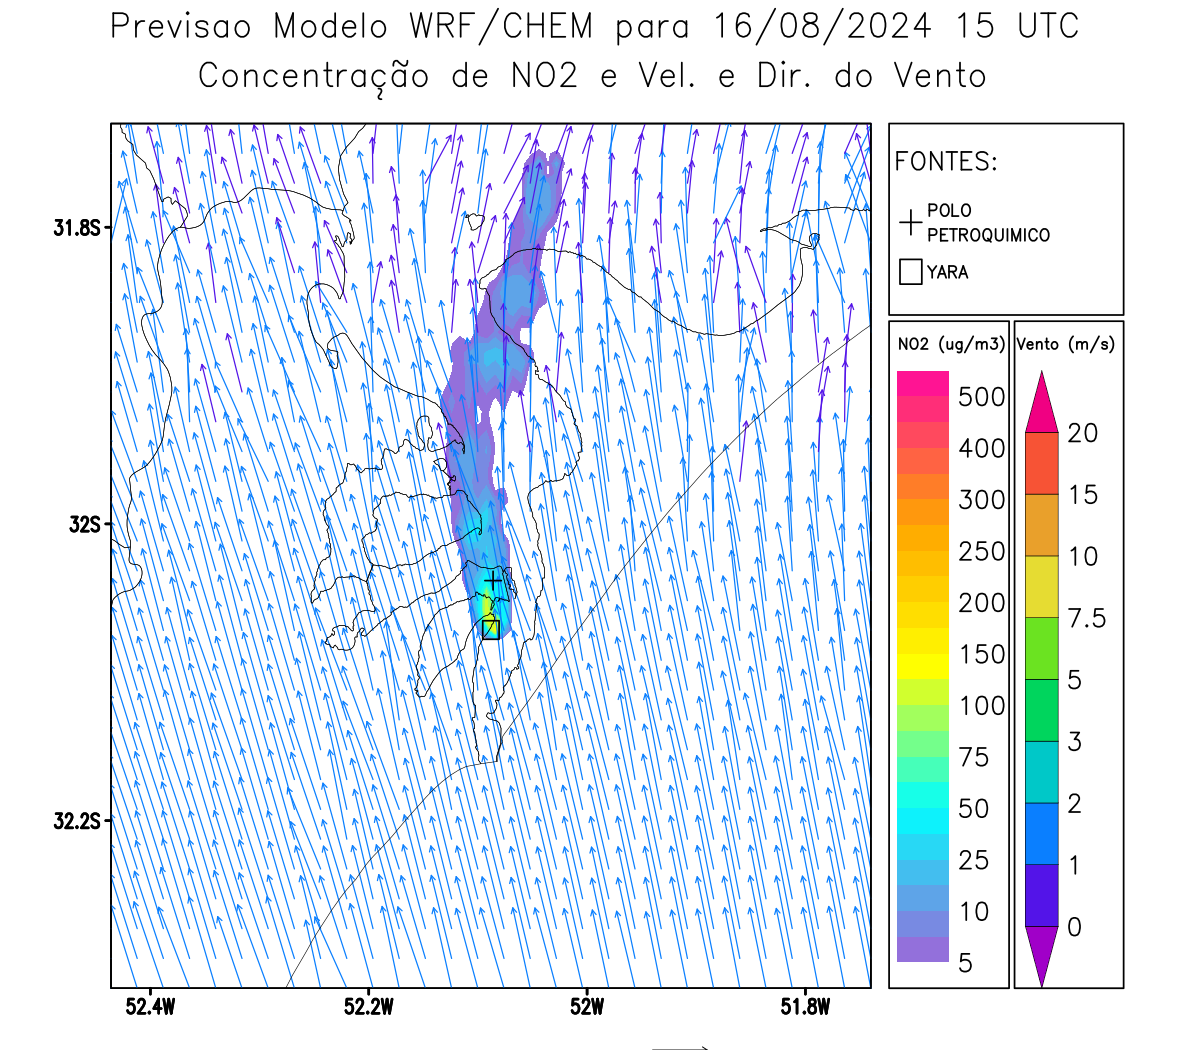 Previsao Modelo WRF/CHEM para 16/08/2024 15 UTC
Concentração de NO2 e Vel. e Dir. do Vento
FONTES:
POLO
PETROQUIMICO
YARA
NO2 (ug/m3)
500
400
300
250
200
150
100
75
50
25
10
5
Vento (m/s)
20
15
10
7.5
5
3
2
1
0
31.8S
32S
32.2S
52.4W
52.2W
52W
51.8W